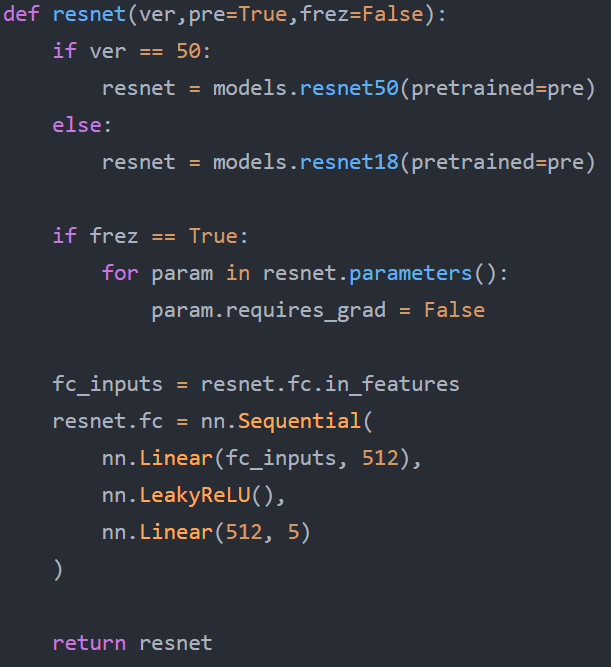 def resnet(ver,pre=True,frez=False):
    if ver == 50:
        resnet = models.resnet50(pretrained=pre)
    else:
        resnet = models.resnet18(pretrained=pre)

    if frez == True:
        for param in resnet.parameters():
            param.requires_grad = False

    fc_inputs = resnet.fc.in_features
    resnet.fc = nn.Sequential(
        nn.Linear(fc_inputs, 512),
        nn.LeakyReLU(),
        nn.Linear(512, 5)
    )

    return resnet